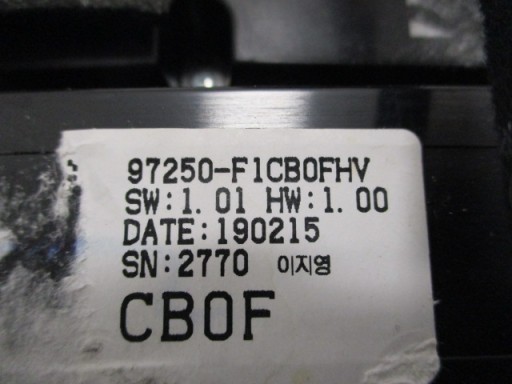 97250-F1CB0FHV
SW:1. 01 HW:1. 00
DATE:190215
SN:2770 이지영
CB0F